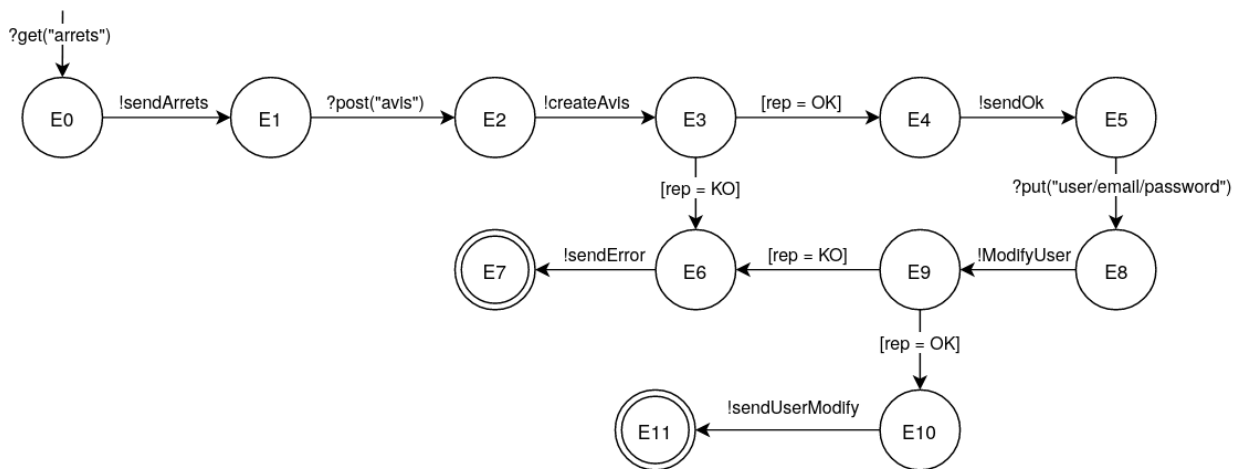 ?get("arrets")
E0
!sendArrets
E1
?post("avis")
E2
!createAvis
E3
[rep = OK]
E4
!sendOk
E5
[rep = KO]
?put("user/email/password")
E7
!sendError
E6
[rep = KO]
E9
!ModifyUser
E8
[rep = OK]
E11
!sendUserModify
E10